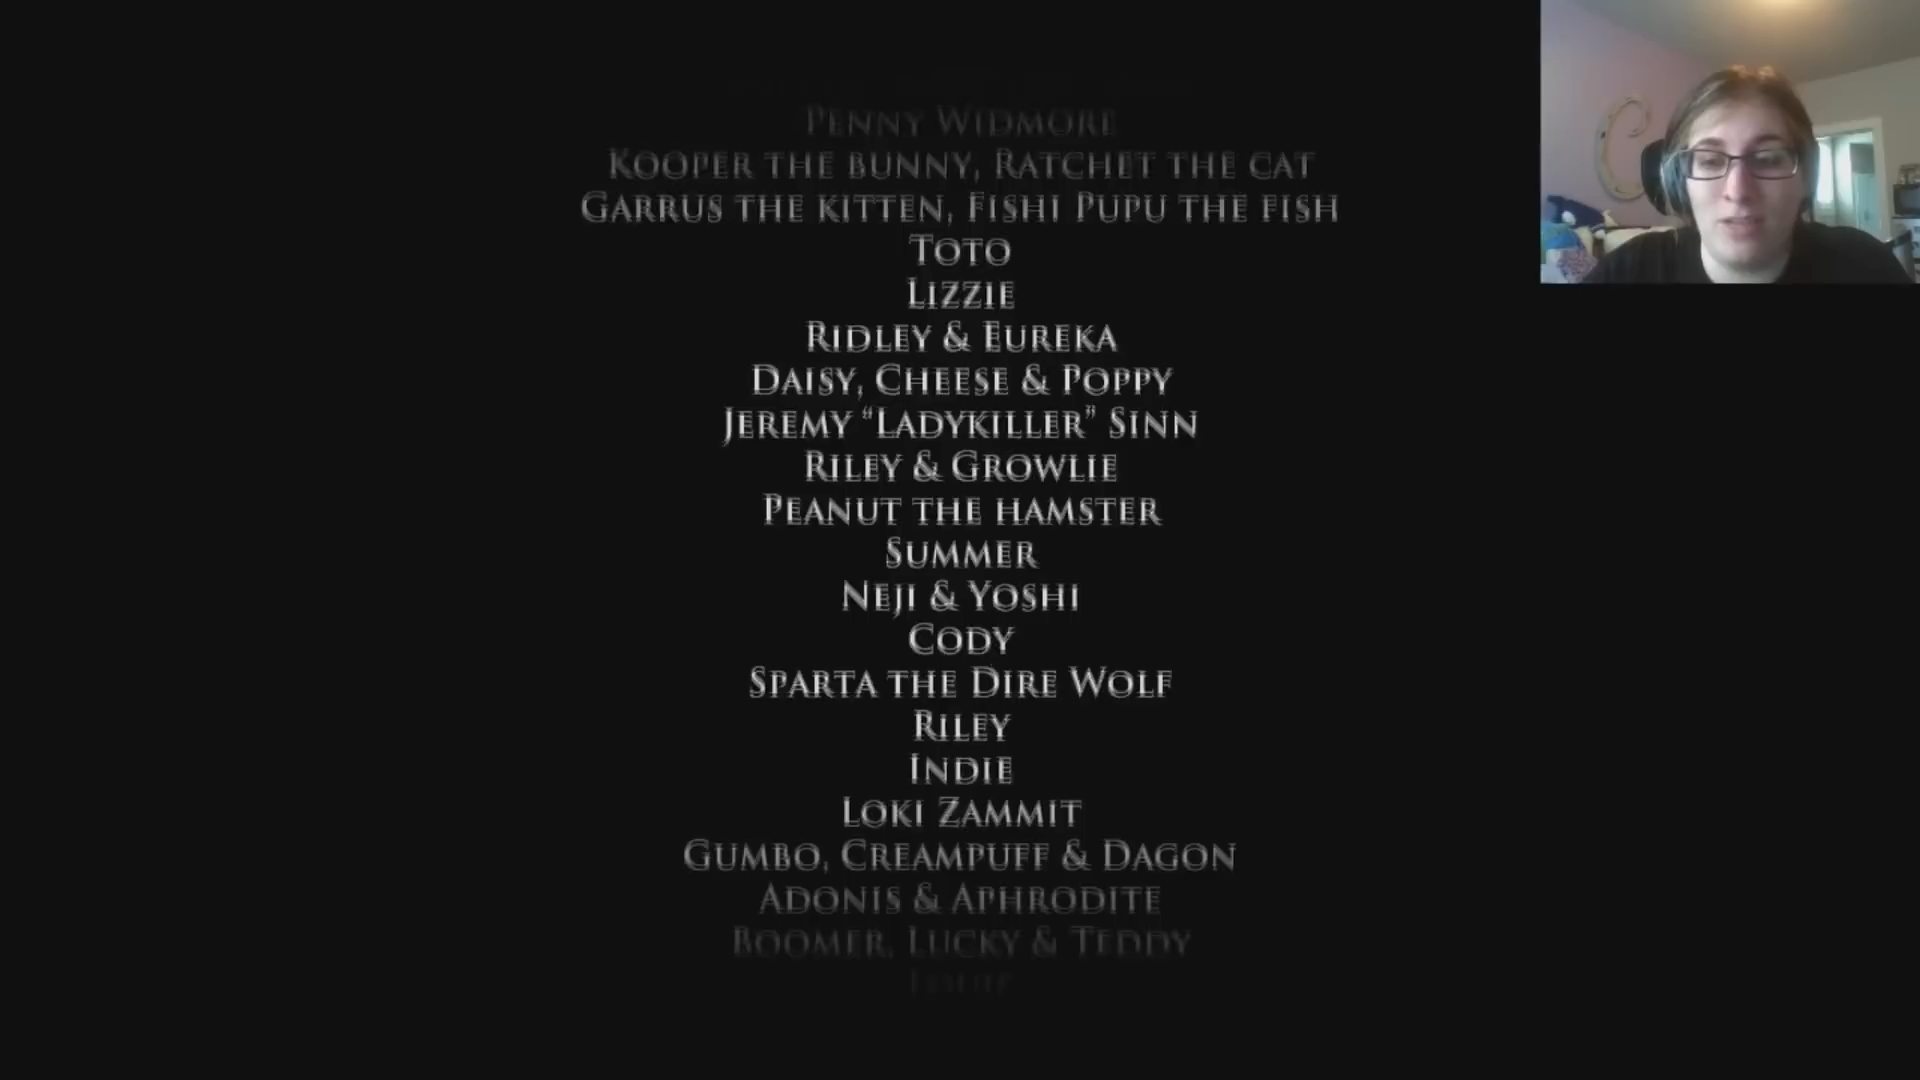 Penny Widmore
Kooper the bunny, Ratchet the cat
Garrus the kitten, Fishi Pupu the fish
Toto
Lizzie
Ridley & Eureka
Daisy, Cheese & Poppy
Jeremy “Ladykiller” Sinn
Riley & Growlie
Peanut the hamster
Summer
Neji & Yoshi
Cody
Sparta the Dire Wolf
Riley
Indie
Loki Zammit
Gumbo, Creampuff & Dagon
Adonis & Aphrodite
Boomer, Lucky & Teddy